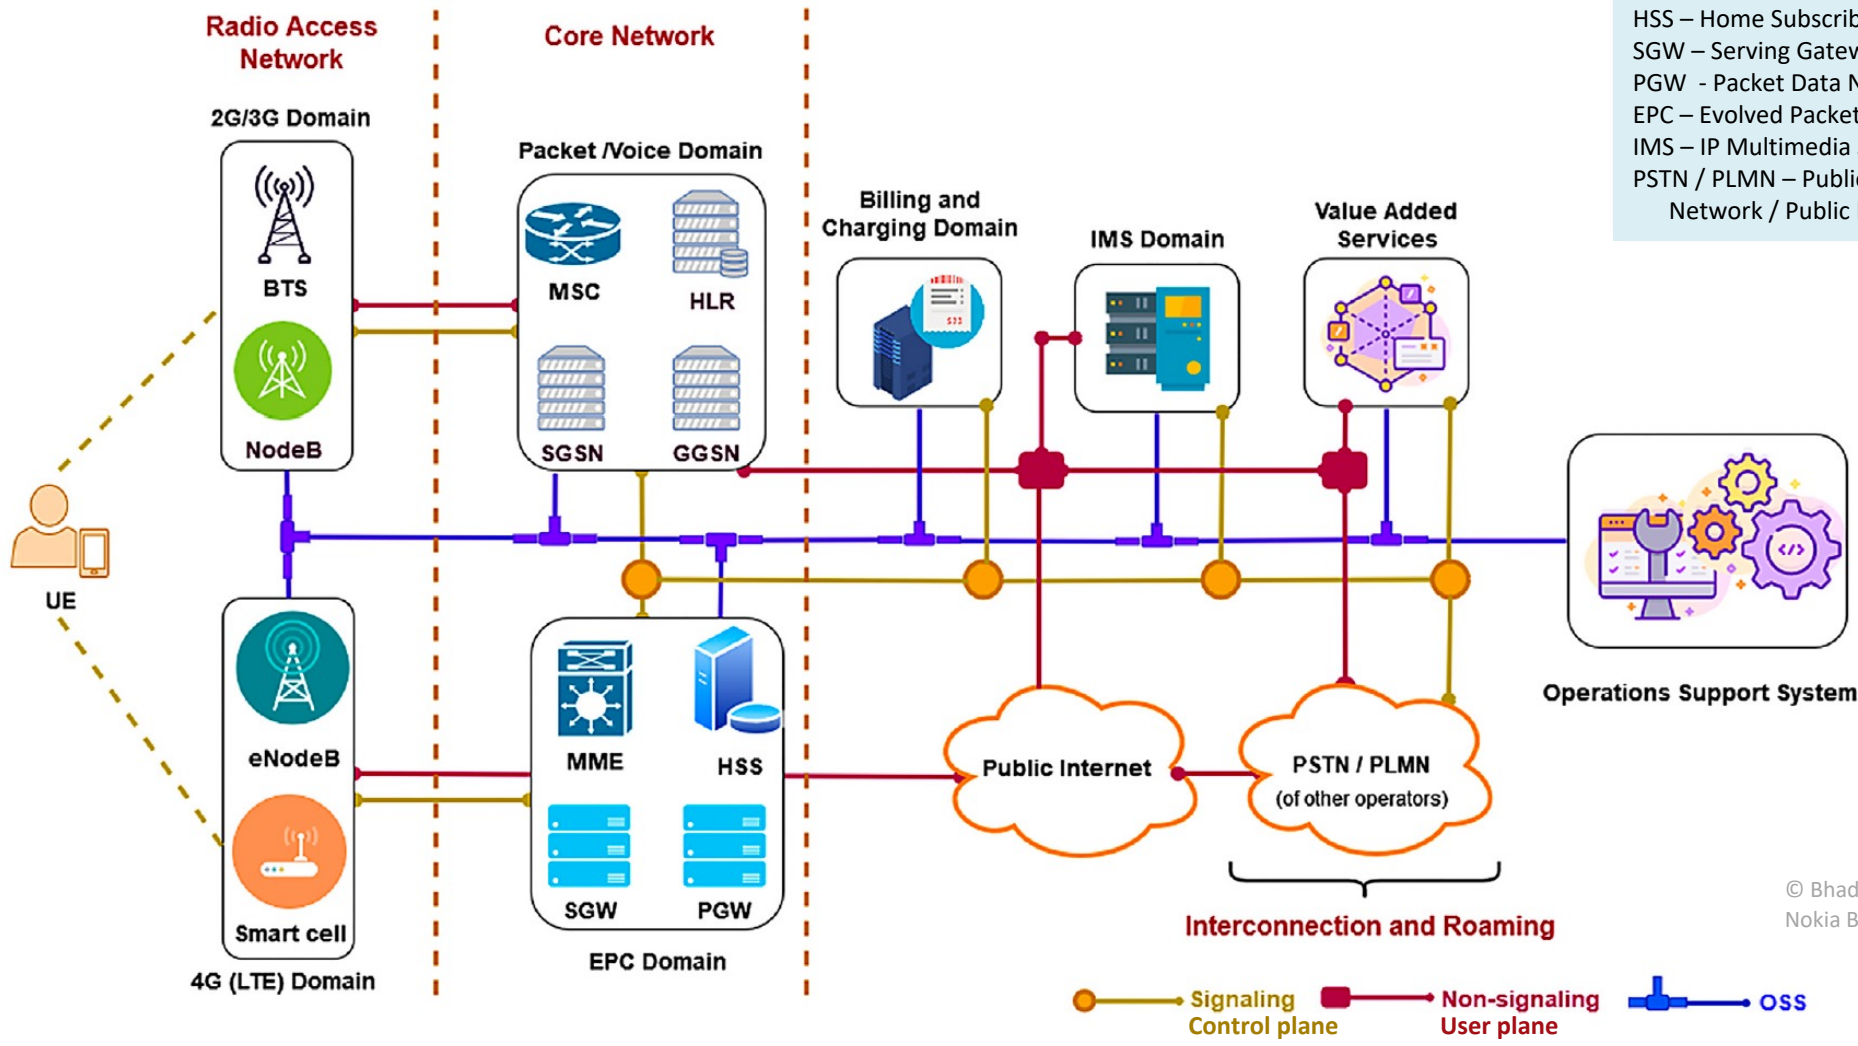 Radio Access
Network
Core Network
HSS – Home
SGW – Serving
PGW - Packet Data
EPC – Evolved Packet
IMS – IP Multimedia
PSTN / PLMN –
Network / Public
2G/3G Domain
Packet /Voice Domain
BTS
NodeB
MSC
HLR
SGSN
GGSN
Billing and
Charging Domain
IMS Domain
Value Added
Services
UE
eNodeB
Smart cell
4G (LTE) Domain
MME
HSS
SGW
PGW
EPC Domain
Public Internet
PSTN / PLMN
(of other operators)
Operations Support System
Interconnection and Roaming
©
Nokia
Signaling
Control plane
Non-signaling
User plane
OSS